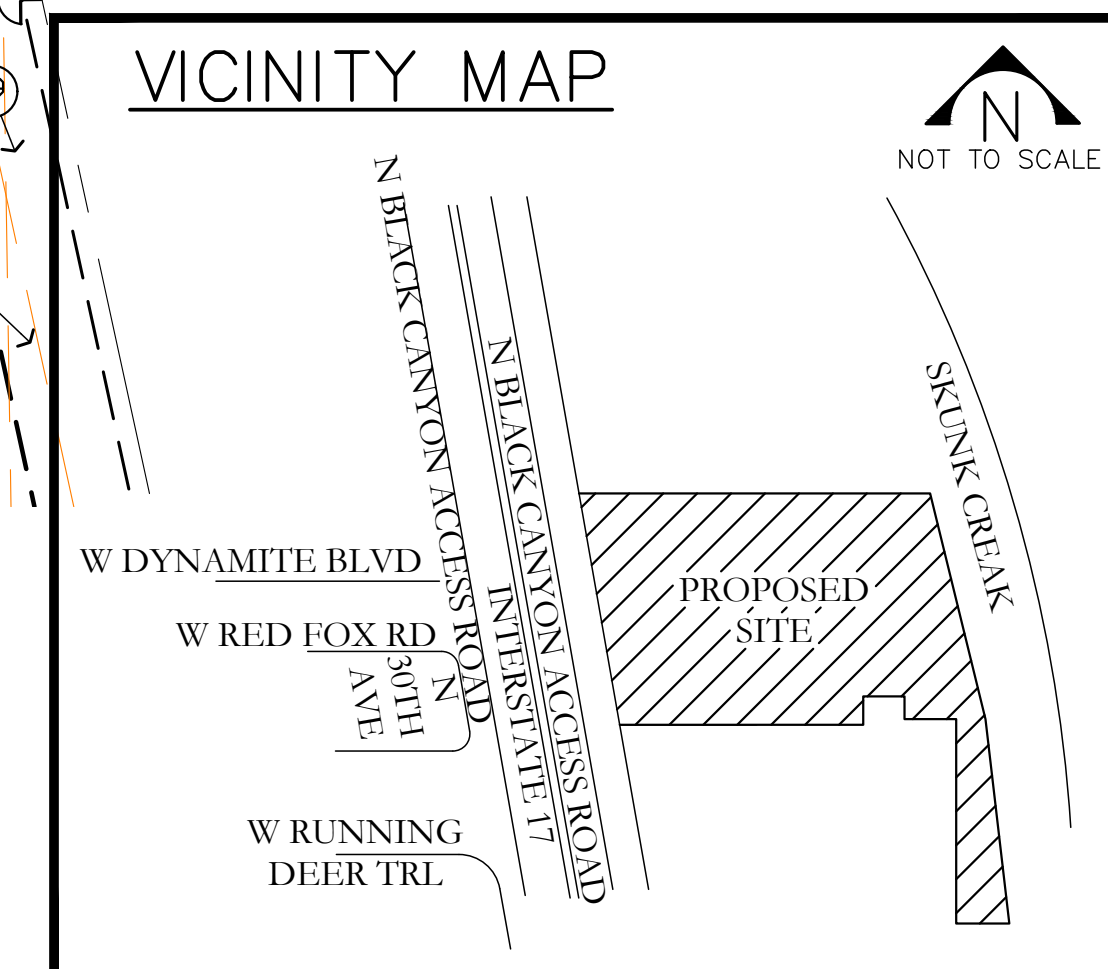 VICINITY MAP
N
NOT TO SCALE
N BLACK CANYON ACCESS ROAD
N BLACK CANYON ACCESS ROAD
INTERSTATE 17
SKUNK CREAK
W DYNAMITE BLVD
PROPOSED
SITE
W RED FOX RD
N
30TH
AVE
W RUNNING
DEER TRL